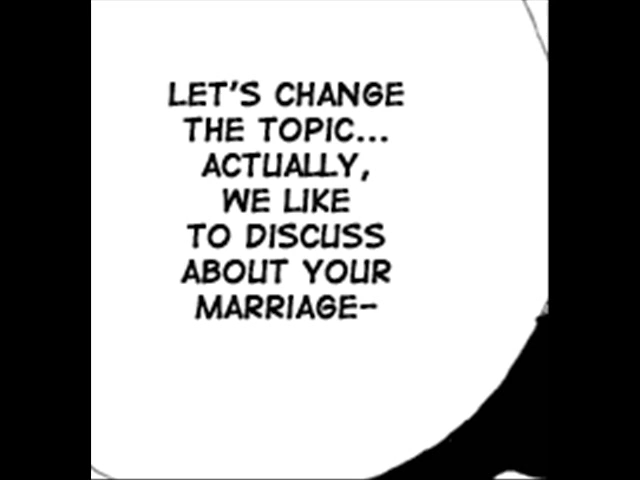 LET'S CHANGE
THE TOPIC...
ACTUALLY,
WE LIKE
TO DISCUSS
ABOUT YOUR
MARRIAGE-